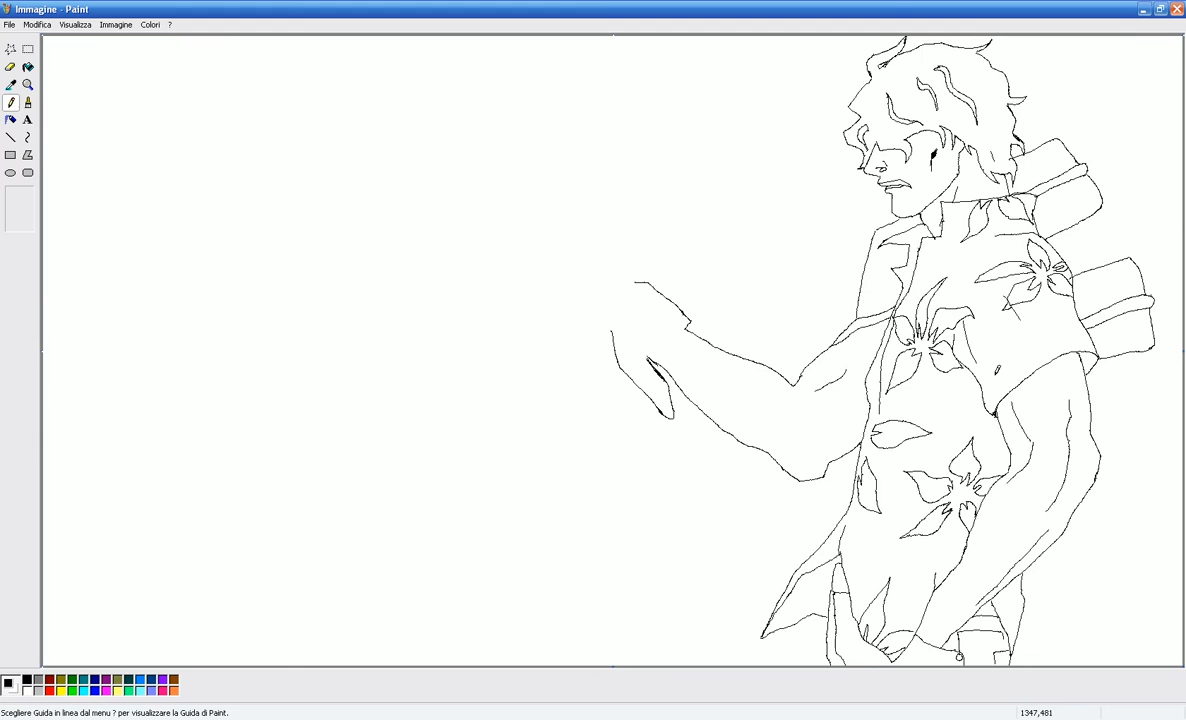 Immagine - Paint
File Modifica Visualizza Immagine Colori ?
A
Scegliere Guida in linea dal menu ? per visualizzare la Guida di Paint.
1347,481